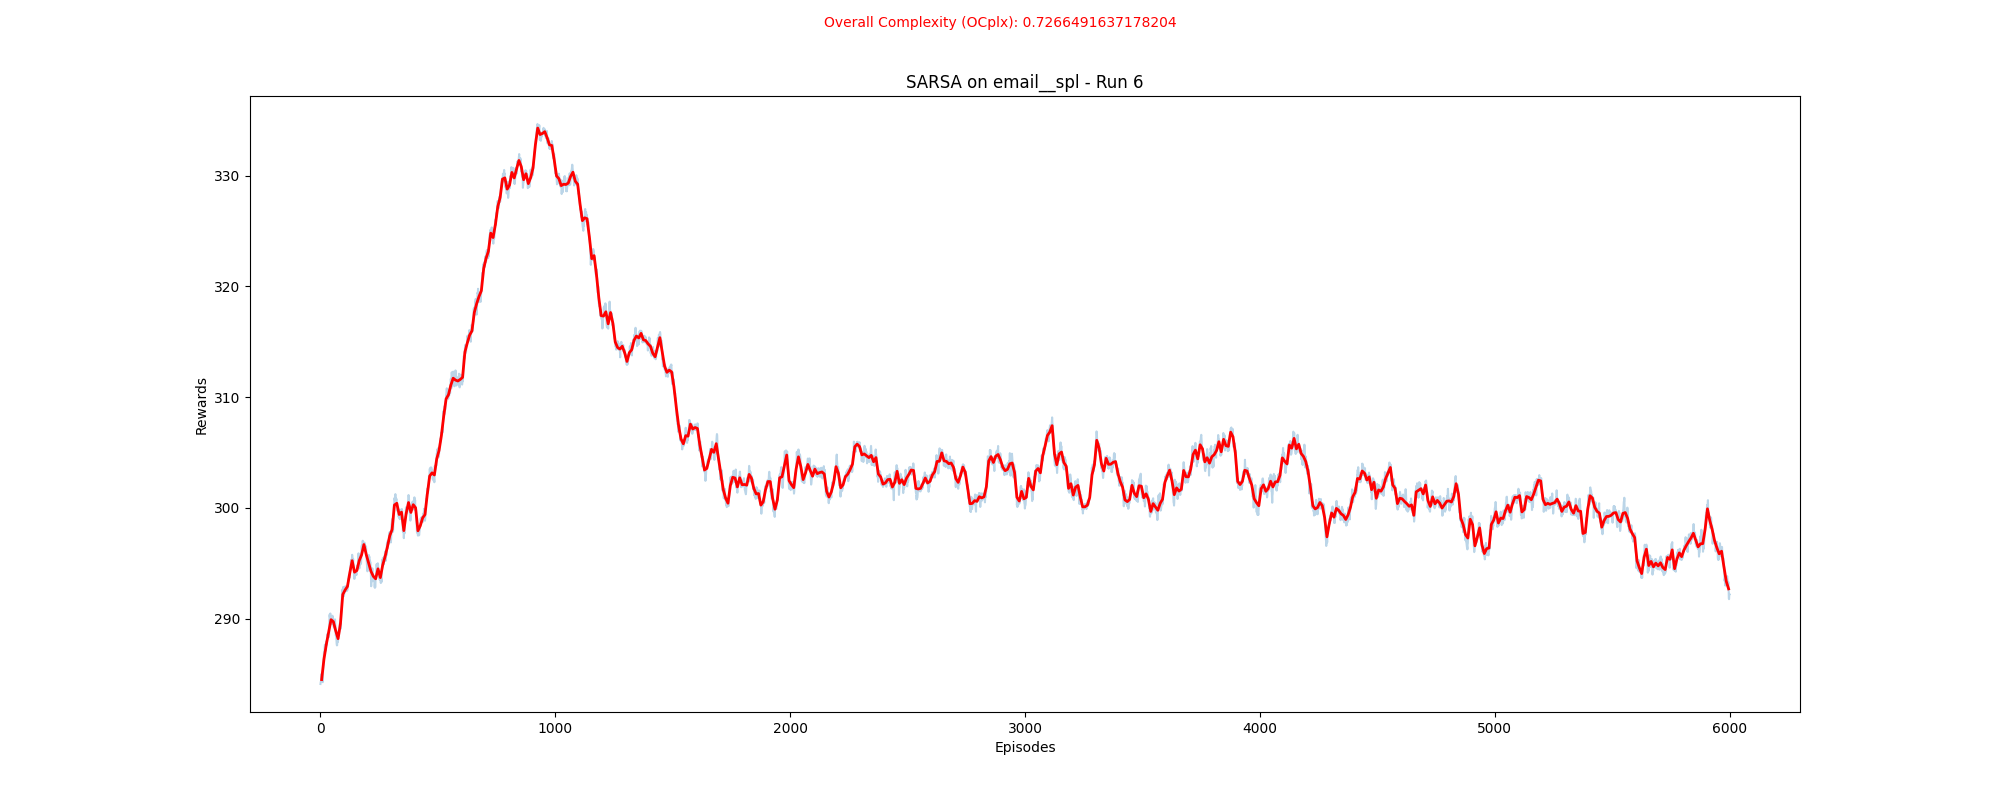 Overall Complexity (OCplx): 0.7266491637178204
SARSA on email__spl - Run 6
330
320
310
300
290
Rewards
0 1000 2000 3000 4000 5000 6000
Episodes